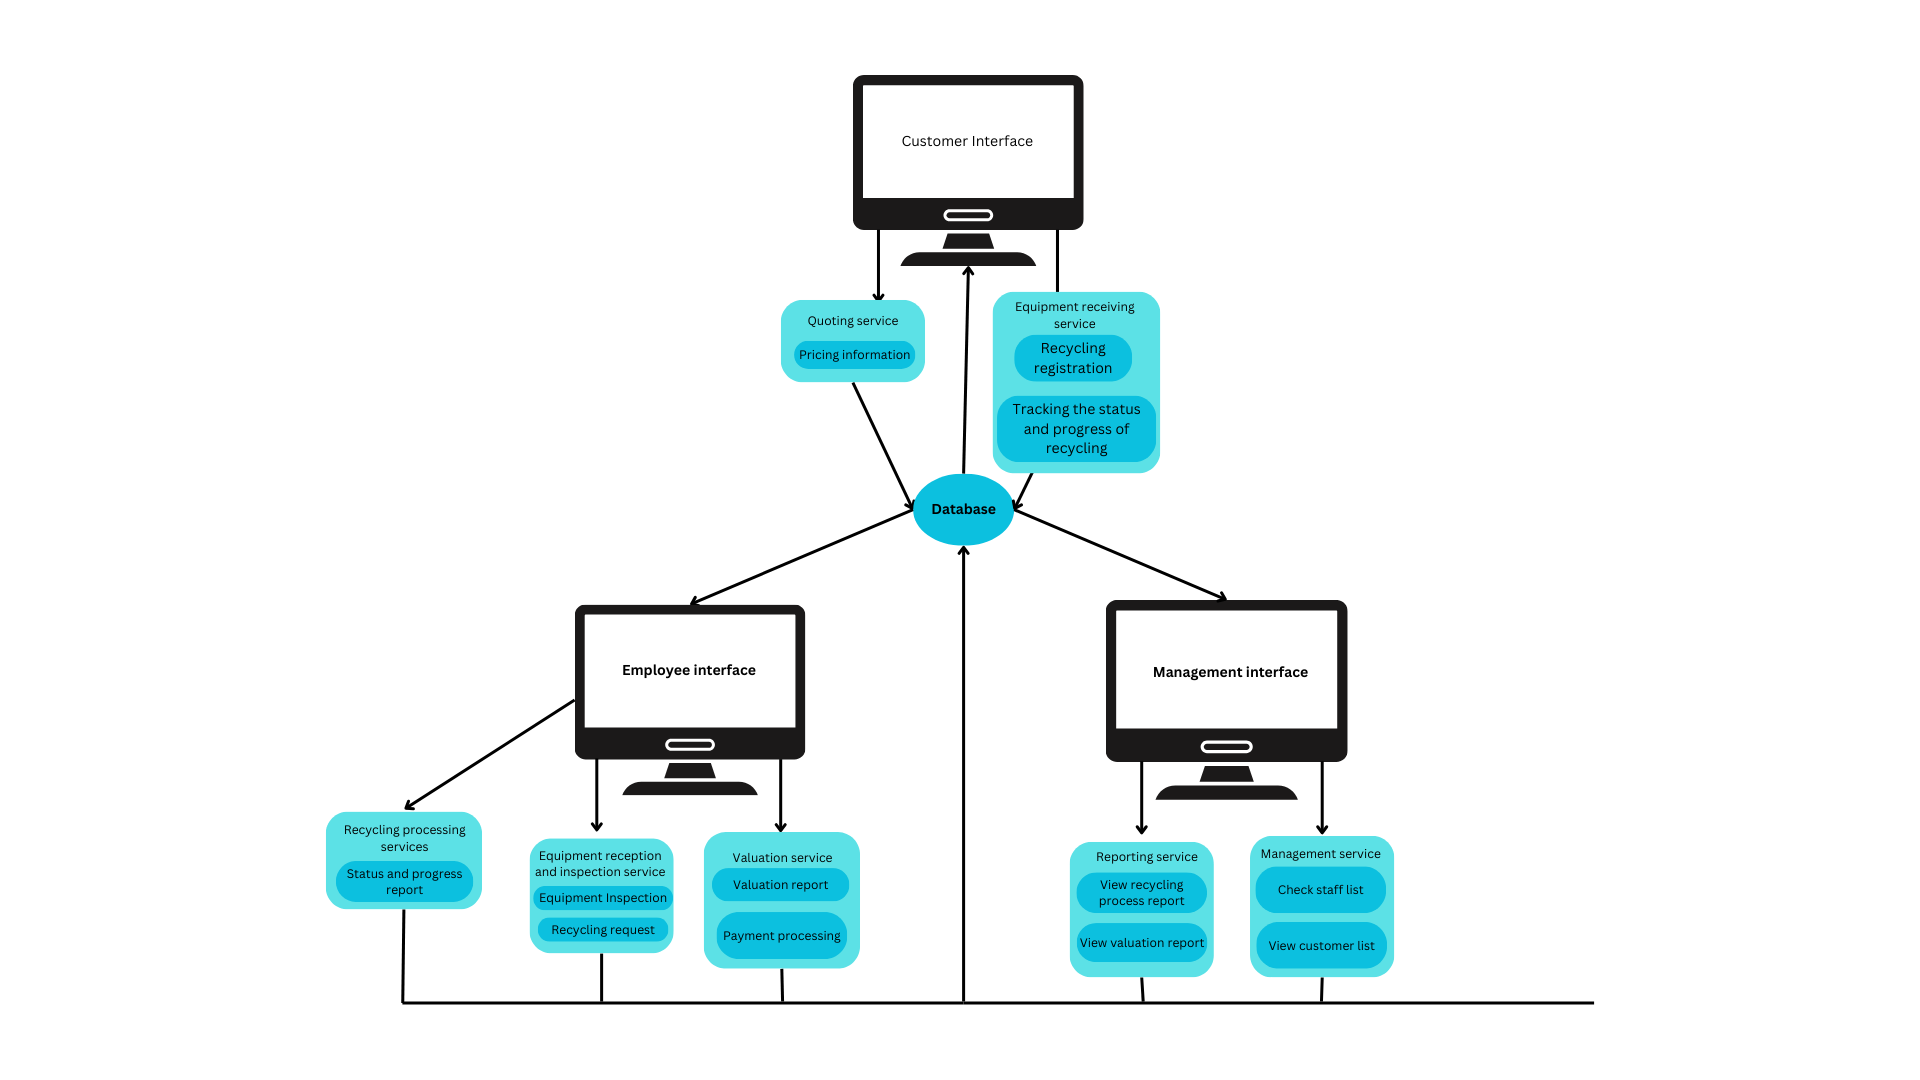 Customer Interface
Quoting service
Pricing information
Equipment receiving
service
Recycling
registration
Tracking the status
and progress of
recycling
Database
Employee interface
Management interface
Recycling processing
services
Status and progress
report
Equipment reception
and inspection service
Equipment Inspection
Recycling request
Valuation service
Valuation report
Payment processing
Reporting service
View recycling
process report
View valuation report
Management service
Check staff list
View customer list